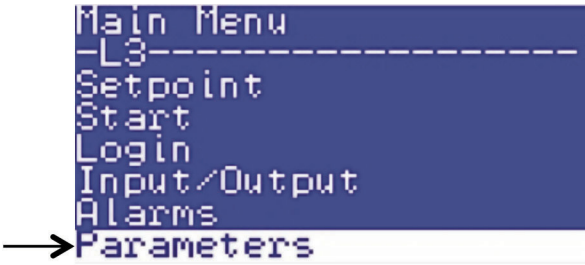 Main Menu
-L3-------------------
Setpoint
Start
Login
Input/Output
Alarms
Parameters